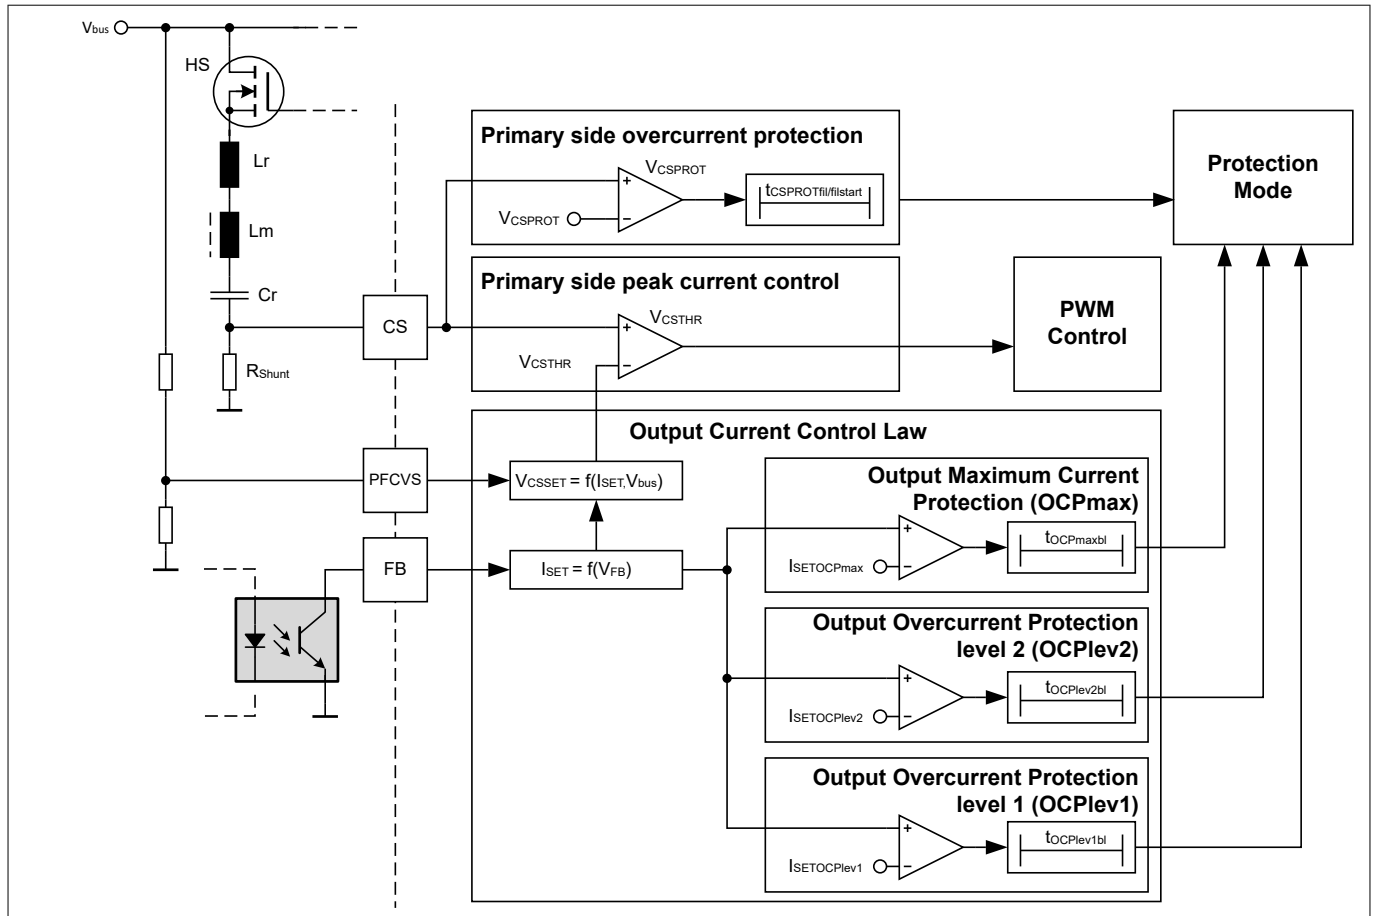 Vbus
HS
Lr
Lm
Cr
RShunt
CS
PFCVS
FB
Primary side overcurrent protection
VCSPROT
VCSPROT
tCSPROTfil/filstart
Protection
Mode
Primary side peak current control
VCSTHR
VCSTHR
PWM
Control
Output Current Control Law
VCSSET = f(ISET,Vbus)
ISET = f(VFB)
Output Maximum Current
Protection (OCPmax)
ISETOCPmax
tOCPmaxbl
Output Overcurrent Protection
level 2 (OCPlev2)
ISETOCPlev2
tOCPlev2bl
Output Overcurrent Protection
level 1 (OCPlev1)
ISETOCPlev1
tOCPlev1bl
+
−
+
−
+
−
+
−
+
−